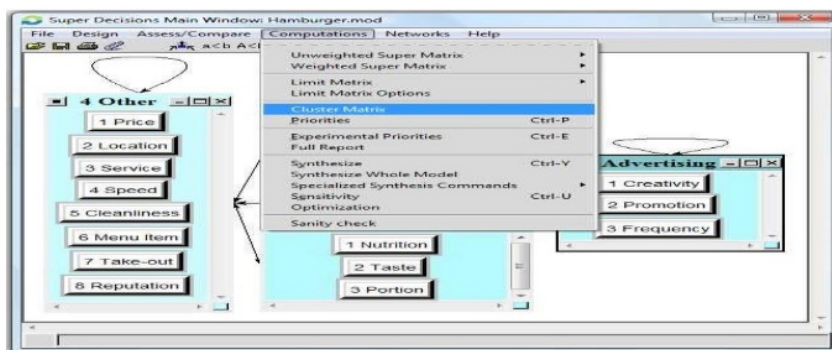 Super Decisions Main Window: Hamburger.mod
File Design Assess/Compare Computations Networks Help
a<b
Unweighted Super Matrix
Weighted Super Matrix
Limit Matrix
Limit Matrix Options
Cluster Matrix
Priorities Ctrl-P
Experimental Priorities Ctrl-E
Full Report
Synthesize Ctrl-Y
Synthesize Whole Model
Specialized Synthesis Commands
Sensitivity Ctrl-U
Optimization
Sanity check
4 Other
1 Price
2 Location
3 Service
4 Speed
5 Cleanliness
6 Menu Item
7 Take-out
8 Reputation
1 Nutrition
2 Taste
3 Portion
Advertising
1 Creativity
2 Promotion
3 Frequency